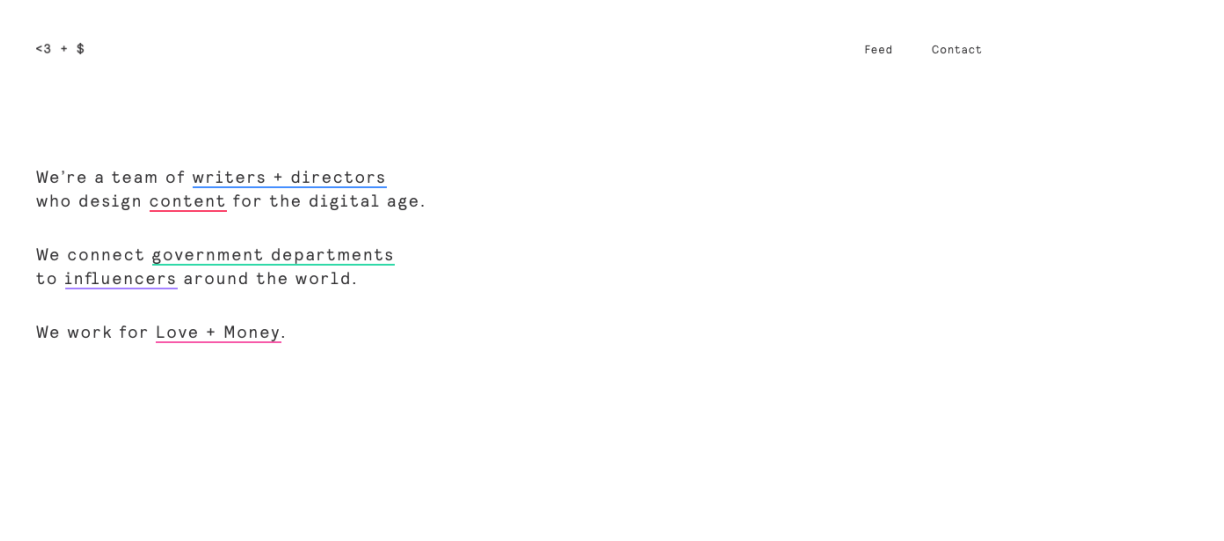 <3 + $
Feed
Contact
We're a team of writers + directors
who design content for the digital age.
We connect government departments
to influencers around the world.
We work for Love + Money.